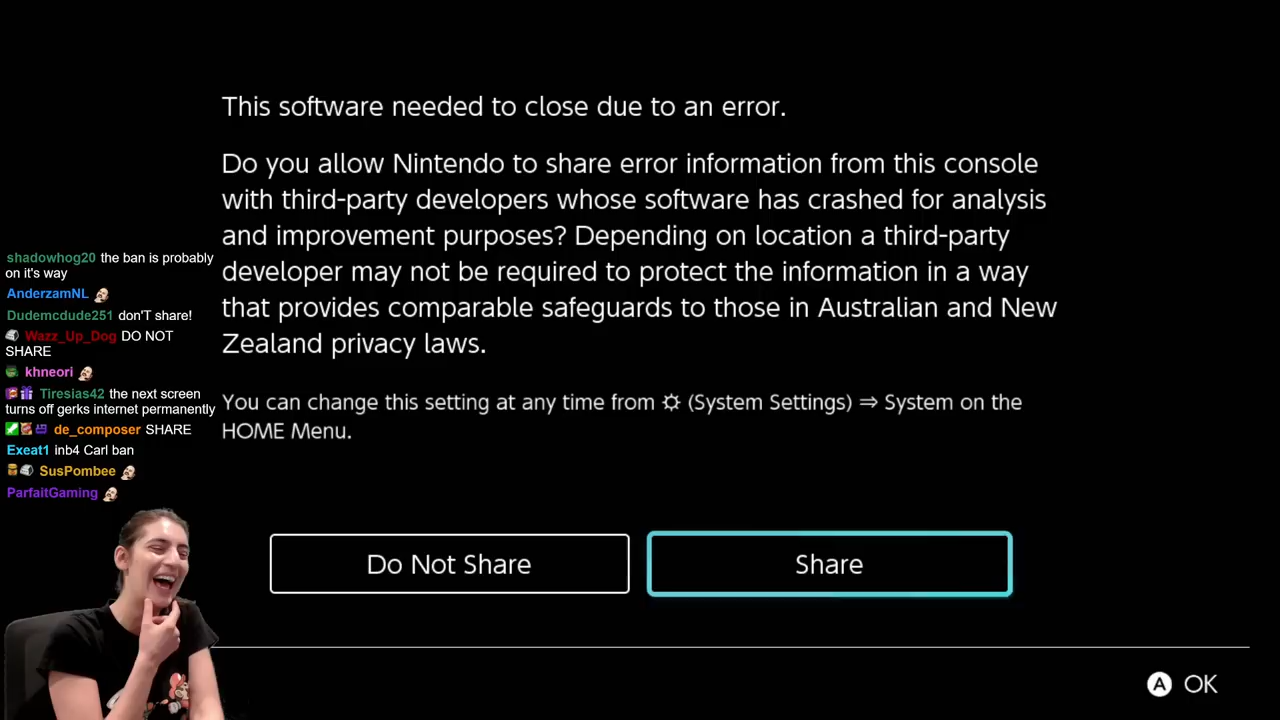 This software needed to close due to an error.
Do you allow Nintendo to share error information from this console
with third-party developers whose software has crashed for analysis
and improvement purposes? Depending on location a third-party
developer may not be required to protect the information in a way
that provides comparable safeguards to those in Australian and New
Zealand privacy laws.
You can change this setting at any time from (System Settings) ⇒ System on the
HOME Menu.
shadowhog20 the ban is probably
on it's way
AnderzamNL
Dudemcdude251 don'T share!
Wazz_Up_Dog DO NOT
SHARE
khneori
Tiresias42 the next screen
turns off gerks internet permanently
de_composer SHARE
Exeat1 inb4 Carl ban
SusPombee
ParfaitGaming
Do Not Share
Share
A OK